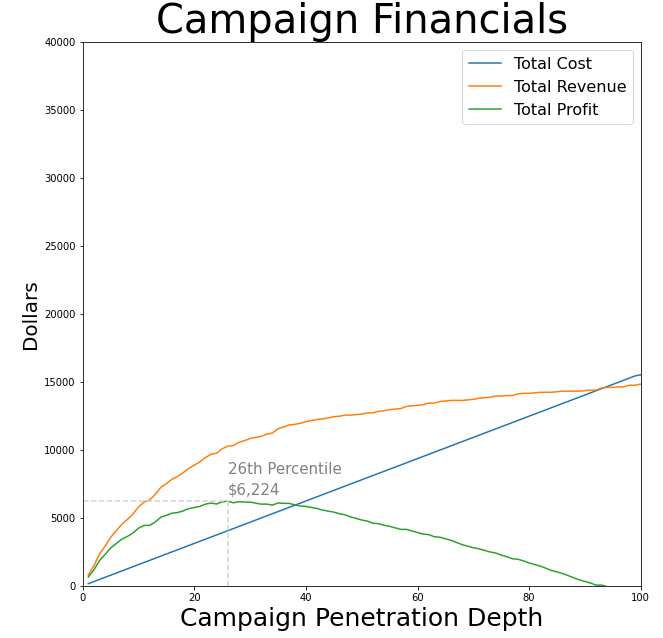 Campaign Financials
40000
35000
30000
25000
20000
15000
10000
5000
0
Dollars
Total Cost
Total Revenue
Total Profit
26th Percentile
$6,224
0 20 40 60 80 100
Campaign Penetration Depth